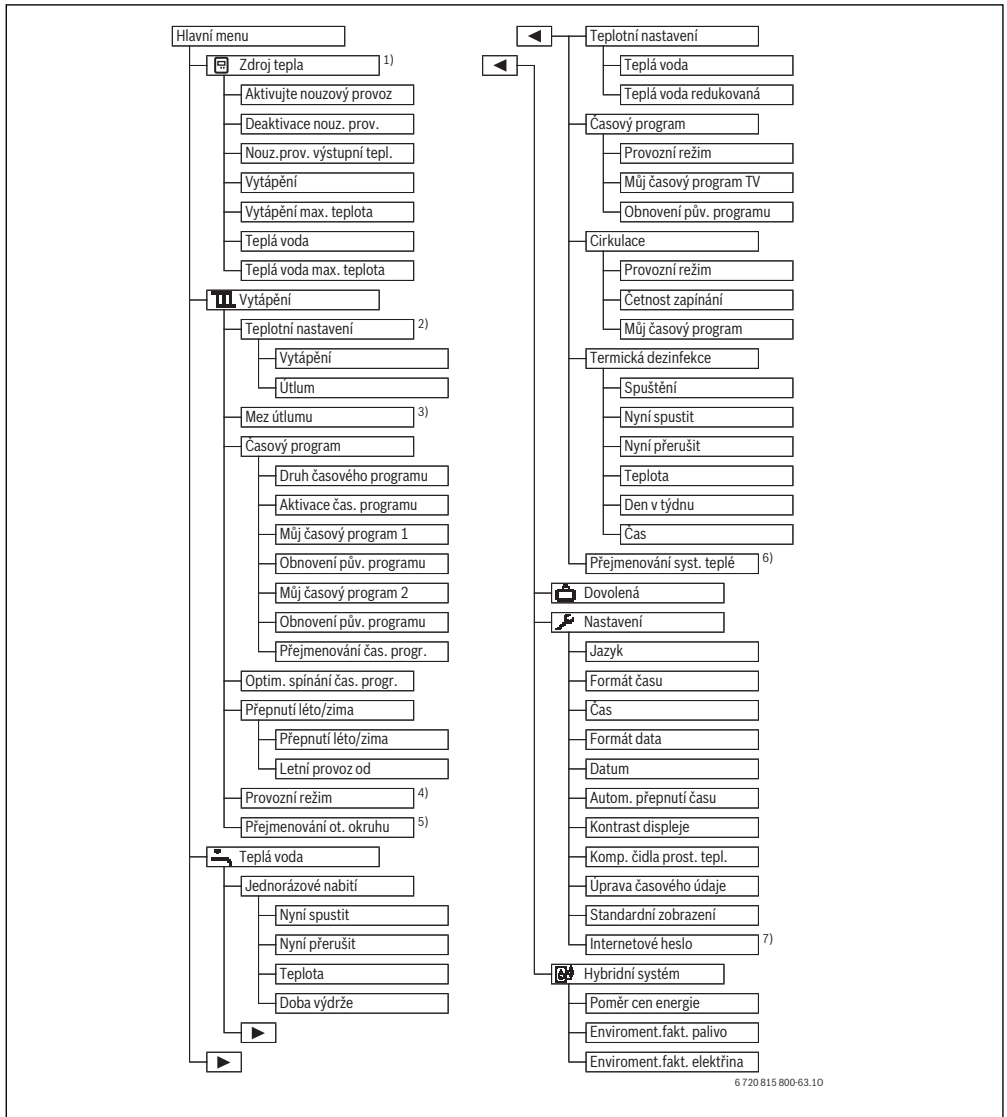 Hlavní menu
Zdroj tepla 1)
Aktivujte nouzový provoz
Deaktivace nouz. prov.
Nouz.prov. výstupní tepl.
Vytápění
Vytápění max. teplota
Teplá voda
Teplá voda max. teplota
Vytápění
Teplotní nastavení 2)
Vytápění
Útlum
Mez útlumu 3)
Časový program
Druh časového programu
Aktivace čas. programu
Můj časový program 1
Obnovení pův. programu
Můj časový program 2
Obnovení pův. programu
Přejmenování čas. progr.
Optim. spínání čas. progr.
Přepnutí léto/zima
Přepnutí léto/zima
Letní provoz od
Provozní režim 4)
Přejmenování ot. okruhu 5)
Teplá voda
Jednorázové nabití
Nyní spustit
Nyní přerušit
Teplota
Doba výdrže
Teplotní nastavení
Teplá voda
Teplá voda redukovaná
Časový program
Provozní režim
Můj časový program TV
Obnovení pův. programu
Cirkulace
Provozní režim
Četnost zapínání
Můj časový program
Termická dezinfekce
Spuštění
Nyní spustit
Nyní přerušit
Teplota
Den v týdnu
Čas
Přejmenování syst. teplé 6)
Dovolená
Nastavení
Jazyk
Formát času
Čas
Formát data
Datum
Autom. přepnutí času
Kontrast displeje
Komp. čidla prost. tepl.
Úprava časového údaje
Standardní zobrazení
Internetové heslo 7)
Hybridní systém
Poměr cen energie
Enviroment.fakt. palivo
Enviroment.fakt. elektřina
6 720 815 800-63.1O